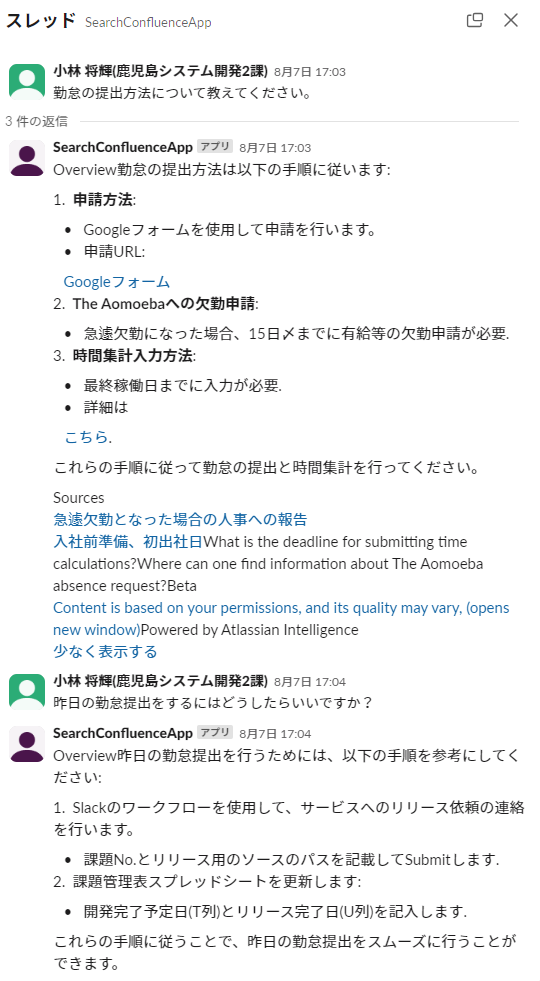 スレッド SearchConfluenceApp
小林 将輝(鹿児島システム開発2課) 8月7日 17:03
勤怠の提出方法について教えてください。
3 件の返信
SearchConfluenceApp アプリ 8月7日 17:03
Overview勤怠の提出方法は以下の手順に従います:
1. 申請方法:
• Googleフォームを使用して申請を行います。
• 申請URL:
Googleフォーム
2. The Aomoebaへの欠勤申請:
• 急遽欠勤になった場合、15日〆までに有給等の欠勤申請が必要.
3. 時間集計入力方法:
• 最終稼働日までに入力が必要.
• 詳細は
こちら.
これらの手順に従って勤怠の提出と時間集計を行ってください。
Sources
急遽欠勤となった場合の人事への報告
入社前準備、初出社日What is the deadline for submitting time
calculations?Where can one find information about The Aomoeba
absence request?Beta
Content is based on your permissions, and its quality may vary, (opens
new window)Powered by Atlassian Intelligence
少なく表示する
小林 将輝(鹿児島システム開発2課) 8月7日 17:04
昨日の勤怠提出をするにはどうしたらいいですか？
SearchConfluenceApp アプリ 8月7日 17:04
Overview昨日の勤怠提出を行うためには、以下の手順を参考にしてく
ださい:
1. Slackのワークフローを使用して、サービスへのリリース依頼の連絡
を行います。
• 課題No.とリリース用のソースのパスを記載してSubmitします.
2. 課題管理表スプレッドシートを更新します:
• 開発完了予定日(T列)とリリース完了日(U列)を記入します.
これらの手順に従うことで、昨日の勤怠提出をスムーズに行うことが
できます。